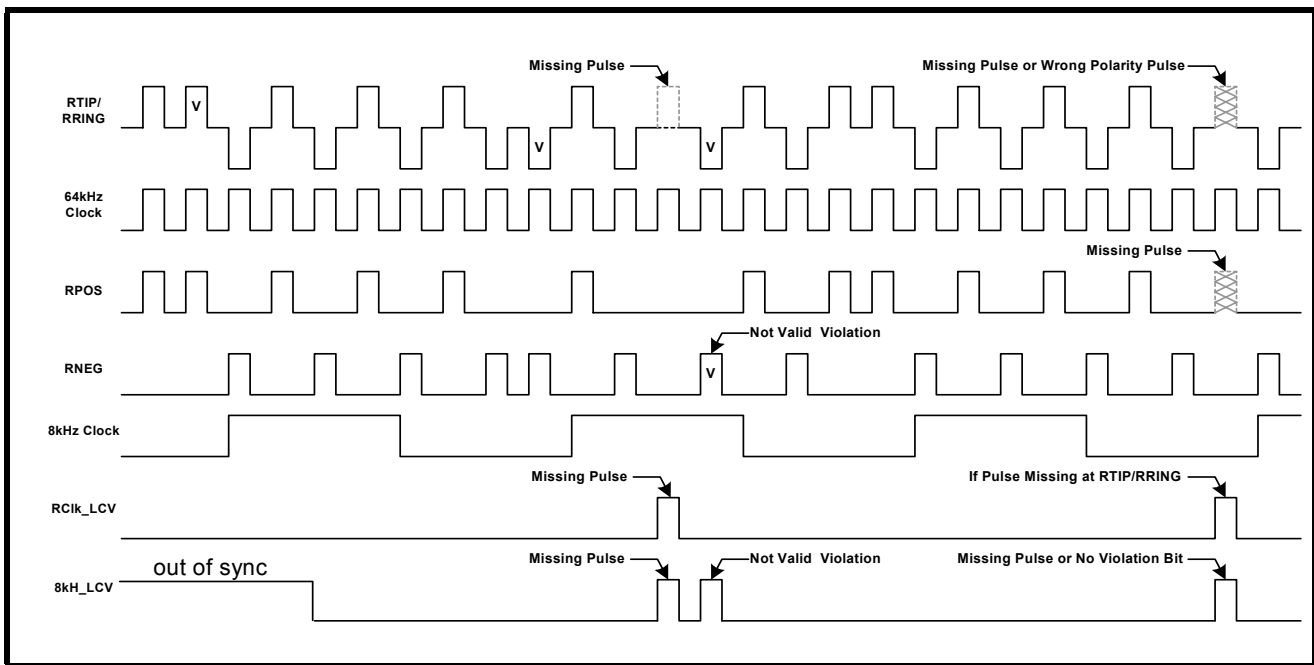 Missing Pulse
Missing Pulse or Wrong Polarity Pulse
RTIP/
RRING
V
V
V
64kHz
Clock
Missing Pulse
RPOS
Not Valid Violation
RNEG
V
8kHz Clock
Missing Pulse
If Pulse Missing at RTIP/RRING
RClk_LCV
out of sync
Missing Pulse
Not Valid Violation
Missing Pulse or No Violation Bit
8kH_LCV